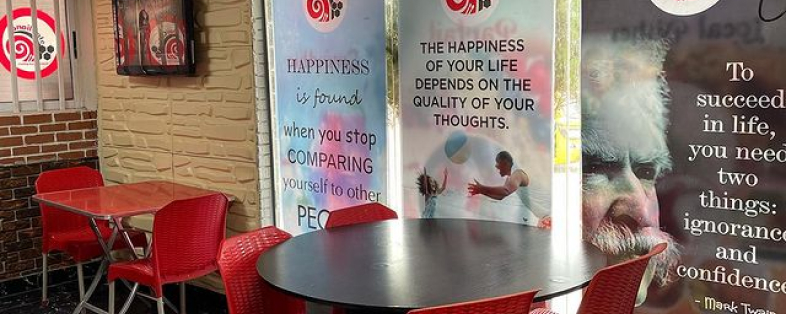 HAPPINESS
is found
when you stop
COMPARING
yourself to other
THE HAPPINESS
OF YOUR LIFE
DEPENDS ON THE
QUALITY OF YOUR
THOUGHTS.
To
succeed
in life,
you need
two
things:
ignorance
and
confidence.
- Mark Twain